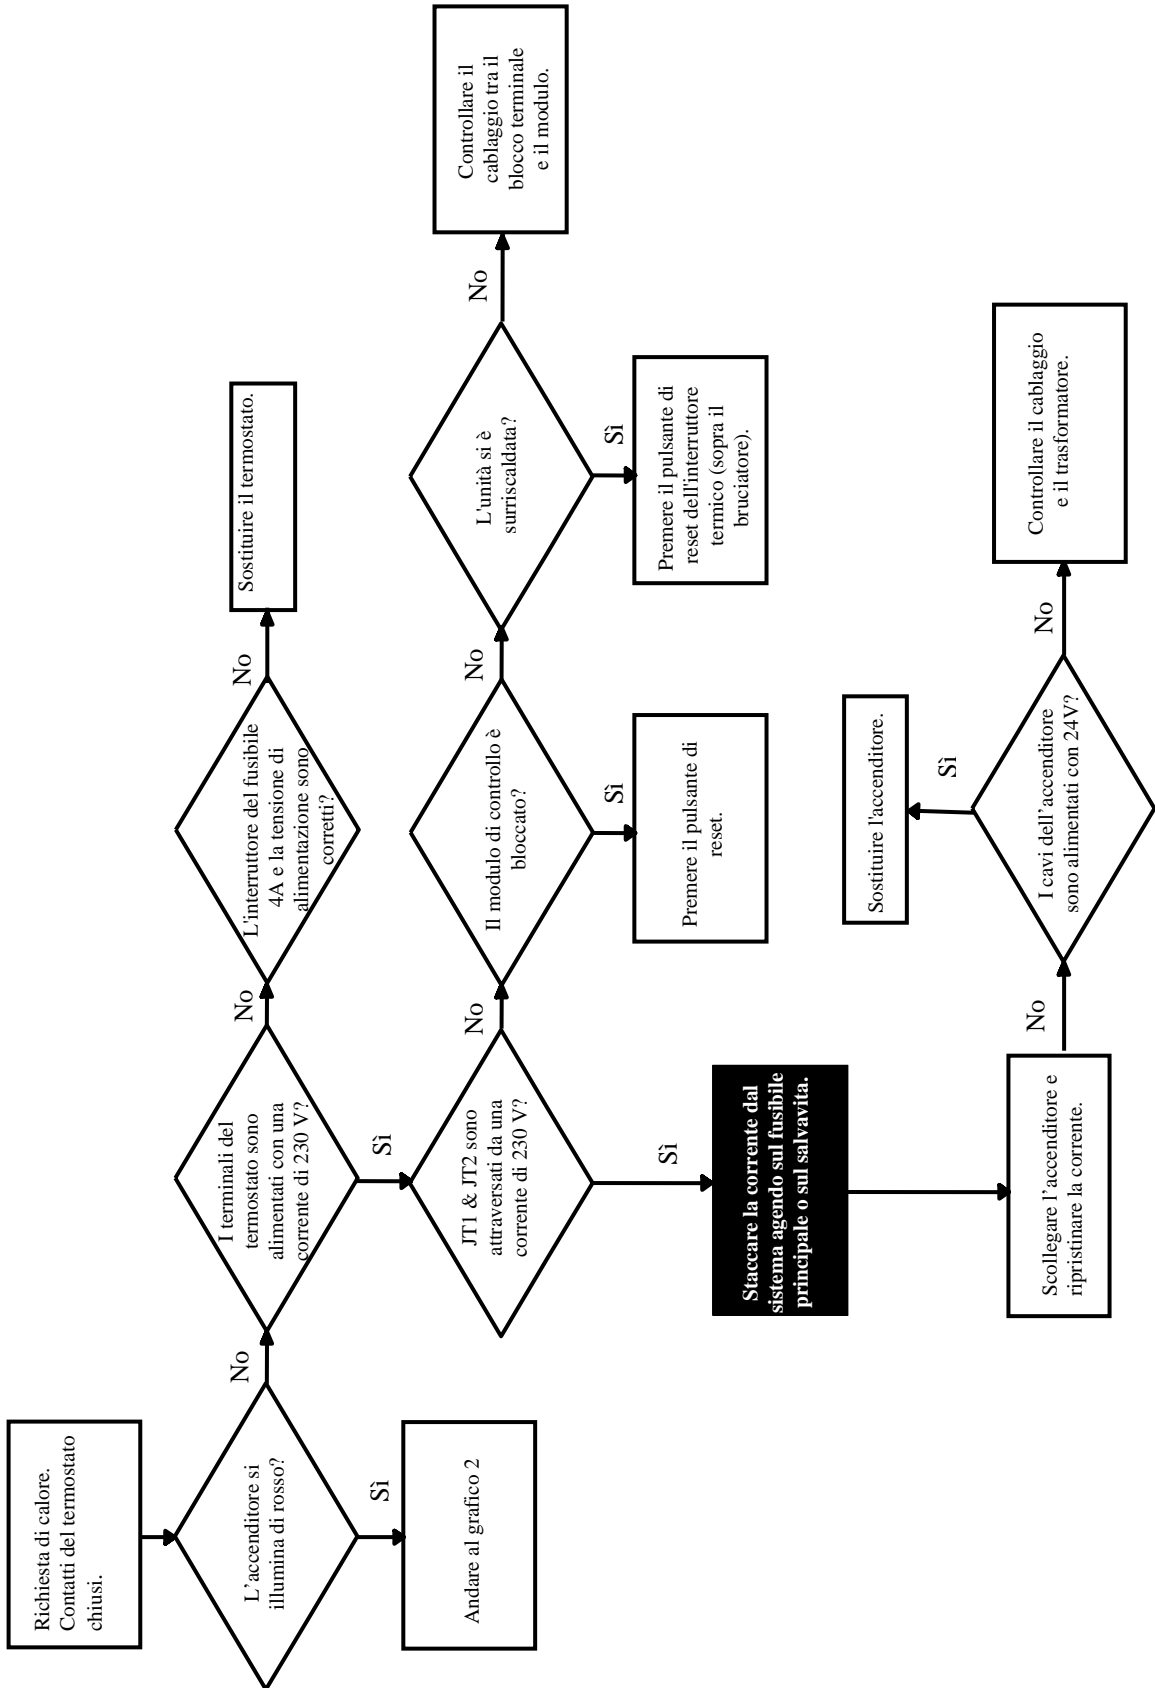 Richiesta di calore.
Contatti del termostato
chiusi.
L'accenditore si
illumina di rosso?
Sì
Andare al grafico 2
No
I terminali del
termostato sono
alimentati con una
corrente di 230 V?
No
L'interruttore del fusibile
4A e la tensione di
alimentazione sono
corretti?
No
Sostituire il termostato.
Sì
JT1 & JT2 sono
attraversati da una
corrente di 230 V?
No
Il modulo di controllo è
bloccato?
No
L'unità si è
surriscaldata?
No
Controllare il
cablaggio tra il
blocco terminale
e il modulo.
Sì
Premere il pulsante di
reset.
Sì
Premere il pulsante di
reset dell'interruttore
termico (sopra il
bruciatore).
Sì
Staccare la corrente dal
sistema agendo sul fusibile
principale o sul salvavita.
Scollegare l'accenditore e
ripristinare la corrente.
No
I cavi dell'accenditore
sono alimentati con 24V?
Sì
Sostituire l'accenditore.
No
Controllare il cablaggio
e il trasformatore.